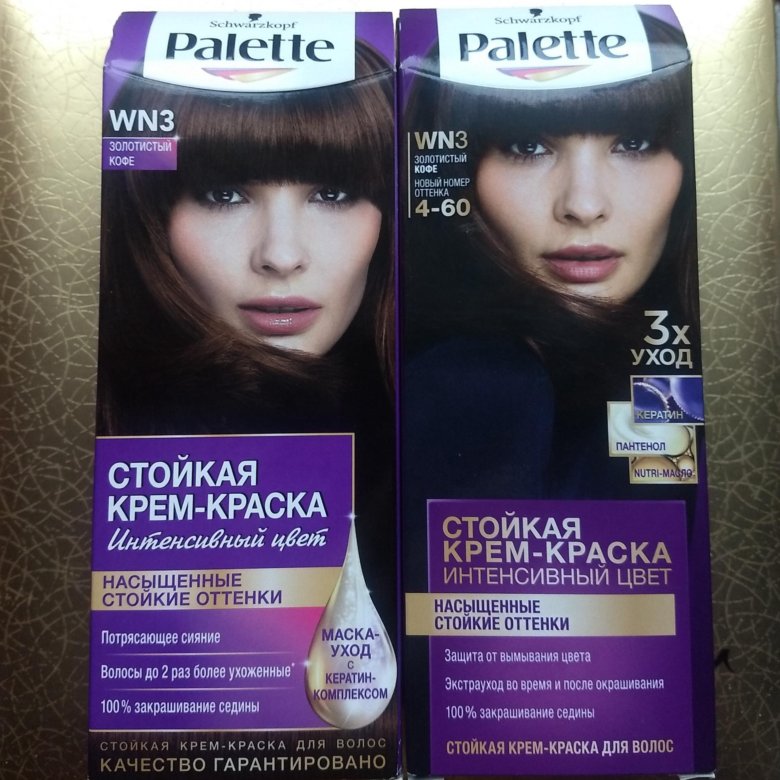 Schwarzkopf
Palette
WN3
ЗОЛОТИСТЫЙ
КОФЕ
СТОЙКАЯ
КРЕМ-КРАСКА
Интенсивный цвет
НАСЫЩЕННЫЕ
СТОЙКИЕ ОТТЕНКИ
Потрясающее сияние
Волосы до 2 раз более ухоженные*
100% закрашивание седины
МАСКА-
УХОД
С
КЕРАТИН-
КОМПЛЕКСОМ
СТОЙКАЯ КРЕМ-КРАСКА ДЛЯ ВОЛОС
КАЧЕСТВО ГАРАНТИРОВАНО
Schwarzkopf
Palette
WN3
ЗОЛОТИСТЫЙ
КОФЕ
НОВЫЙ НОМЕР
ОТТЕНКА
4-60
3x
УХОД
КЕРАТИН
ПАНТЕНОЛ
NUTRI-МАСЛО
СТОЙКАЯ
КРЕМ-КРАСКА
ИНТЕНСИВНЫЙ ЦВЕТ
НАСЫЩЕННЫЕ
СТОЙКИЕ ОТТЕНКИ
Защита от вымывания цвета
Экстрауход во время и после окрашивания
100% закрашивание седины
СТОЙКАЯ КРЕМ-КРАСКА ДЛЯ ВОЛОС